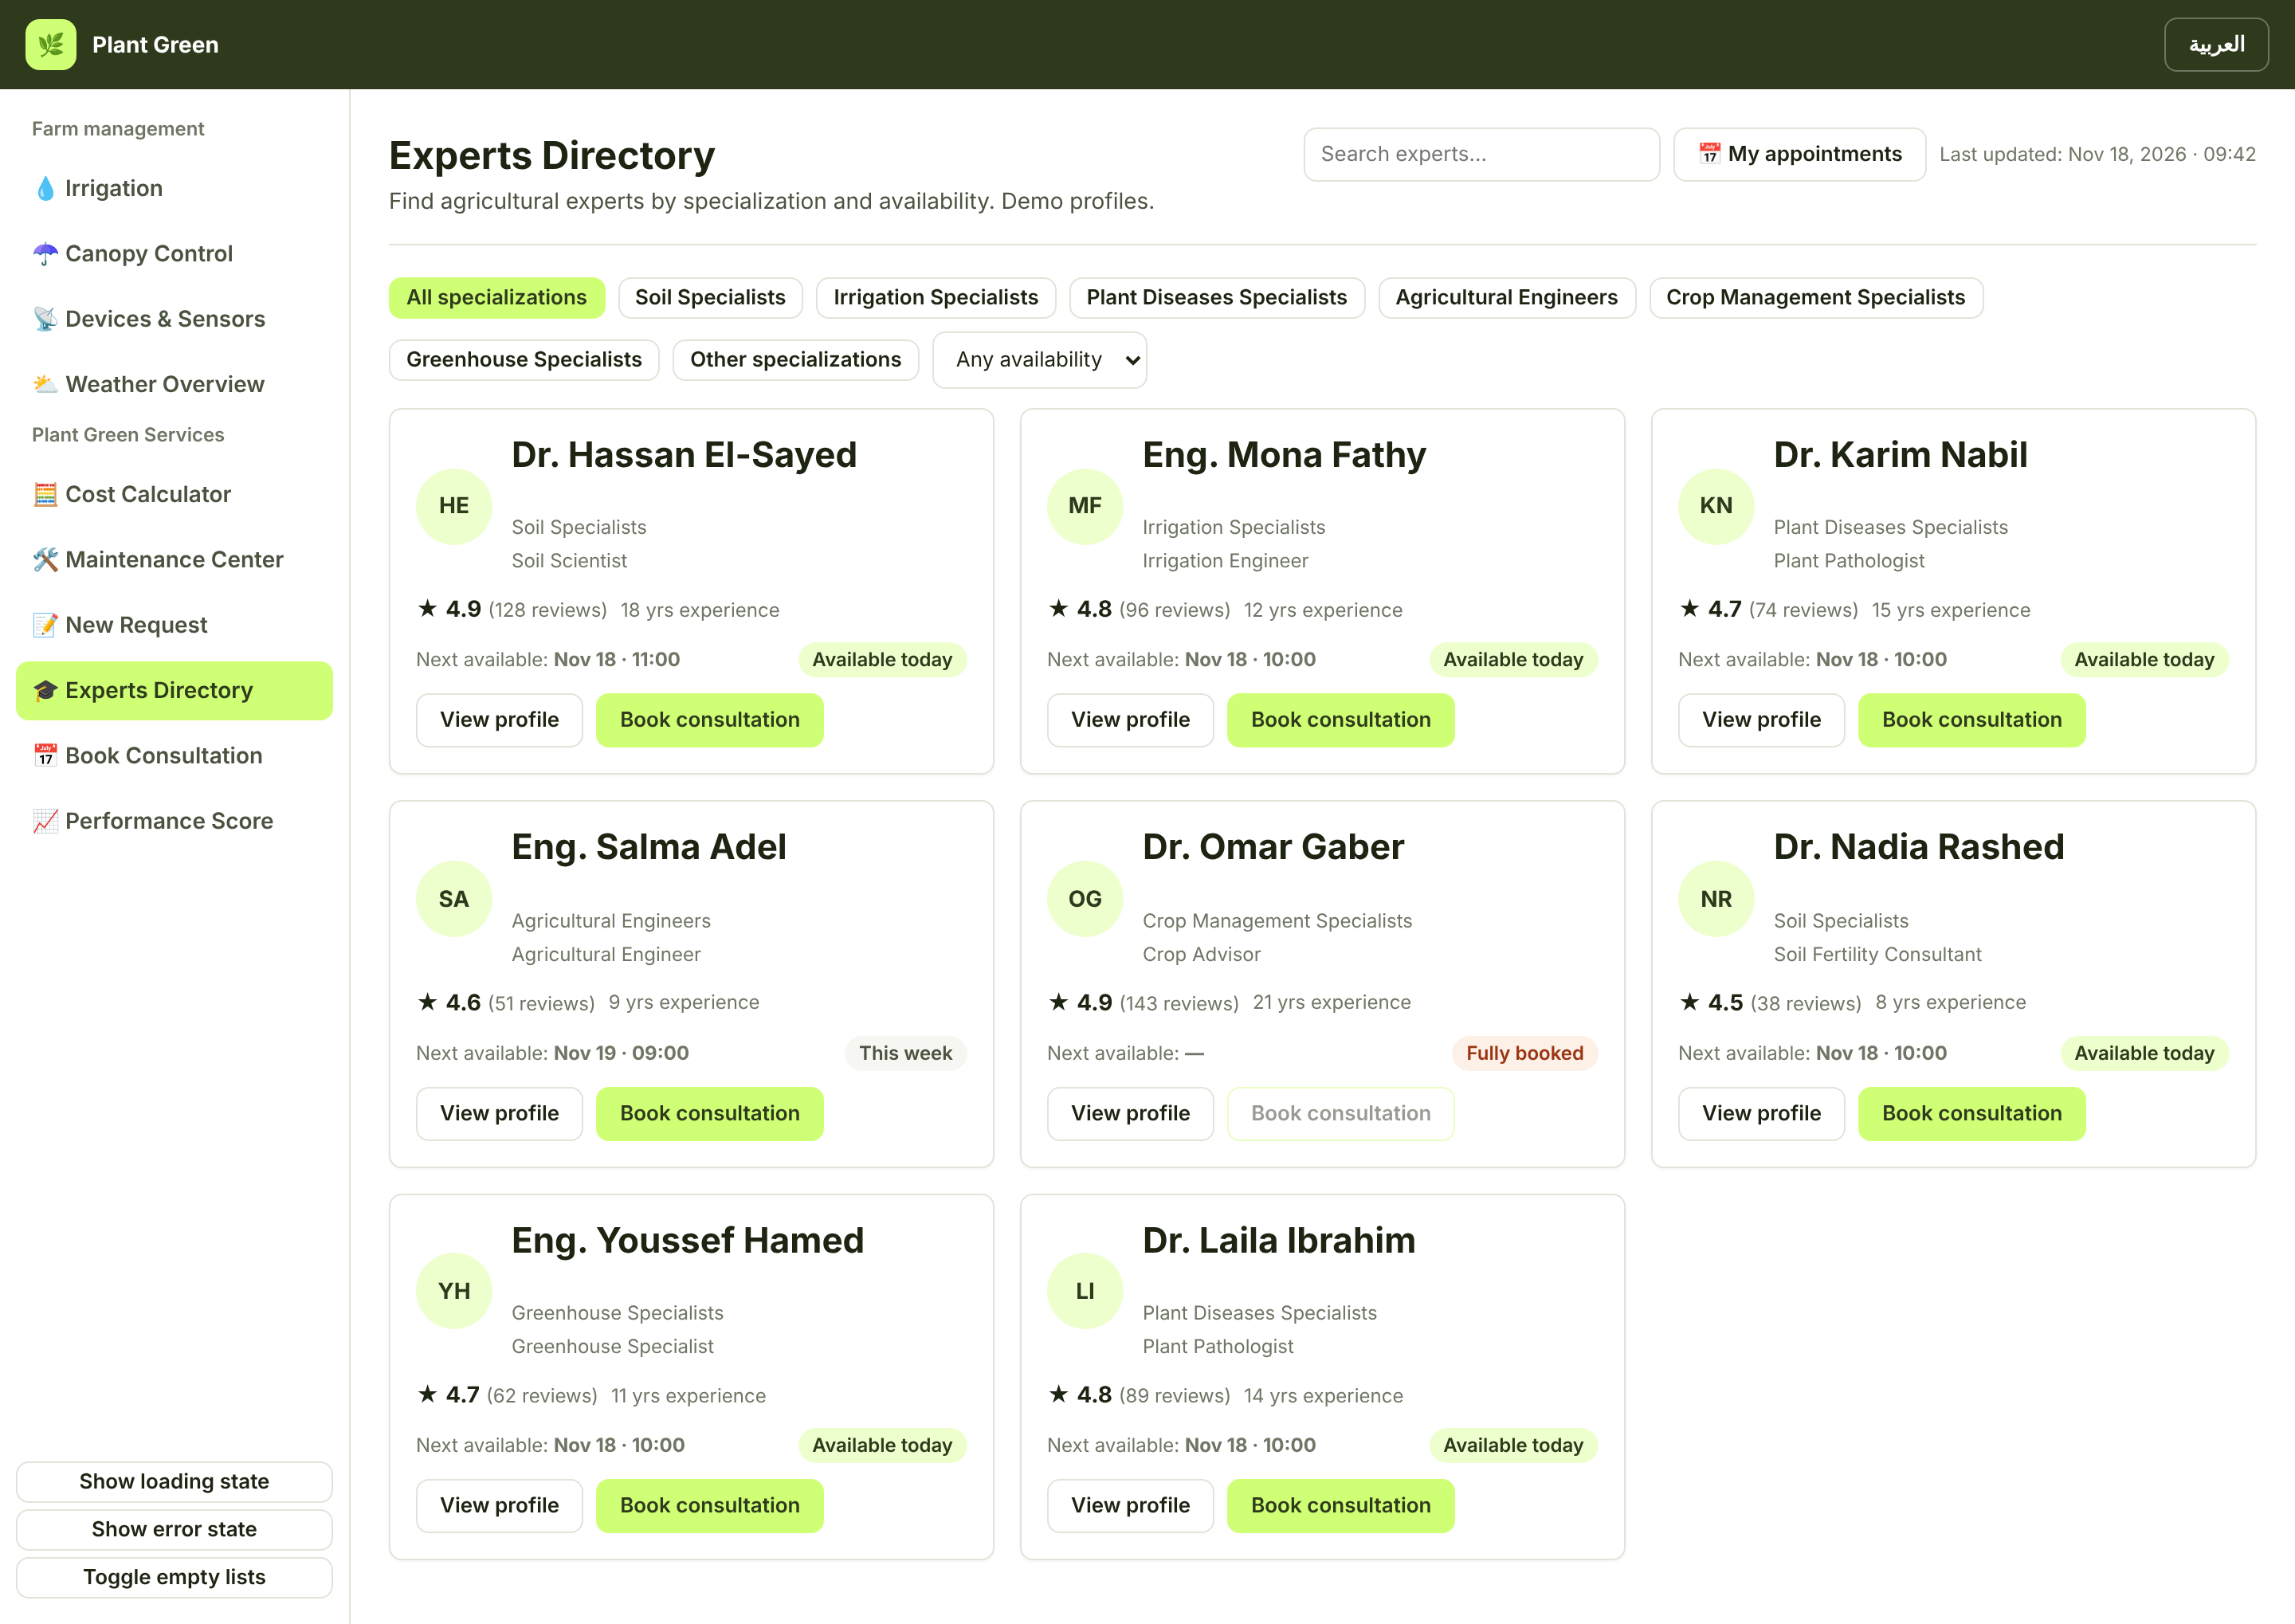 Plant Green
العربية
Farm management
Irrigation
Canopy Control
Devices & Sensors
Weather Overview
Plant Green Services
Cost Calculator
Maintenance Center
New Request
Experts Directory
Book Consultation
Performance Score
Show loading state
Show error state
Toggle empty lists
Experts Directory
Find agricultural experts by specialization and availability. Demo profiles.
Search experts...
My appointments
Last updated: Nov 18, 2026 · 09:42
All specializations
Soil Specialists
Irrigation Specialists
Plant Diseases Specialists
Agricultural Engineers
Crop Management Specialists
Greenhouse Specialists
Other specializations
Any availability
HE
Dr. Hassan El-Sayed
Soil Specialists
Soil Scientist
★ 4.9 (128 reviews) 18 yrs experience
Next available: Nov 18 · 11:00
Available today
View profile
Book consultation
MF
Eng. Mona Fathy
Irrigation Specialists
Irrigation Engineer
★ 4.8 (96 reviews) 12 yrs experience
Next available: Nov 18 · 10:00
Available today
View profile
Book consultation
KN
Dr. Karim Nabil
Plant Diseases Specialists
Plant Pathologist
★ 4.7 (74 reviews) 15 yrs experience
Next available: Nov 18 · 10:00
Available today
View profile
Book consultation
SA
Eng. Salma Adel
Agricultural Engineers
Agricultural Engineer
★ 4.6 (51 reviews) 9 yrs experience
Next available: Nov 19 · 09:00
This week
View profile
Book consultation
OG
Dr. Omar Gaber
Crop Management Specialists
Crop Advisor
★ 4.9 (143 reviews) 21 yrs experience
Next available: —
Fully booked
View profile
Book consultation
NR
Dr. Nadia Rashed
Soil Specialists
Soil Fertility Consultant
★ 4.5 (38 reviews) 8 yrs experience
Next available: Nov 18 · 10:00
Available today
View profile
Book consultation
YH
Eng. Youssef Hamed
Greenhouse Specialists
Greenhouse Specialist
★ 4.7 (62 reviews) 11 yrs experience
Next available: Nov 18 · 10:00
Available today
View profile
Book consultation
LI
Dr. Laila Ibrahim
Plant Diseases Specialists
Plant Pathologist
★ 4.8 (89 reviews) 14 yrs experience
Next available: Nov 18 · 10:00
Available today
View profile
Book consultation